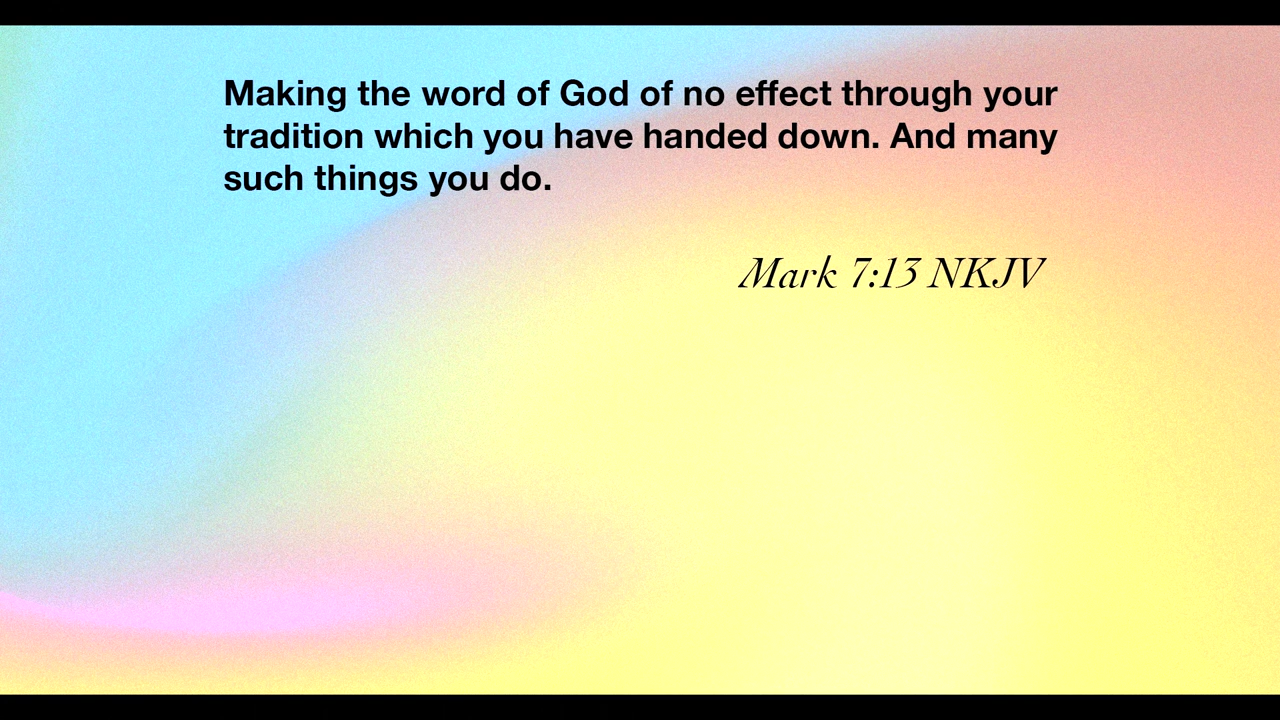 Making the word of God of no effect through your
tradition which you have handed down. And many
such things you do.
Mark 7:13 NKJV